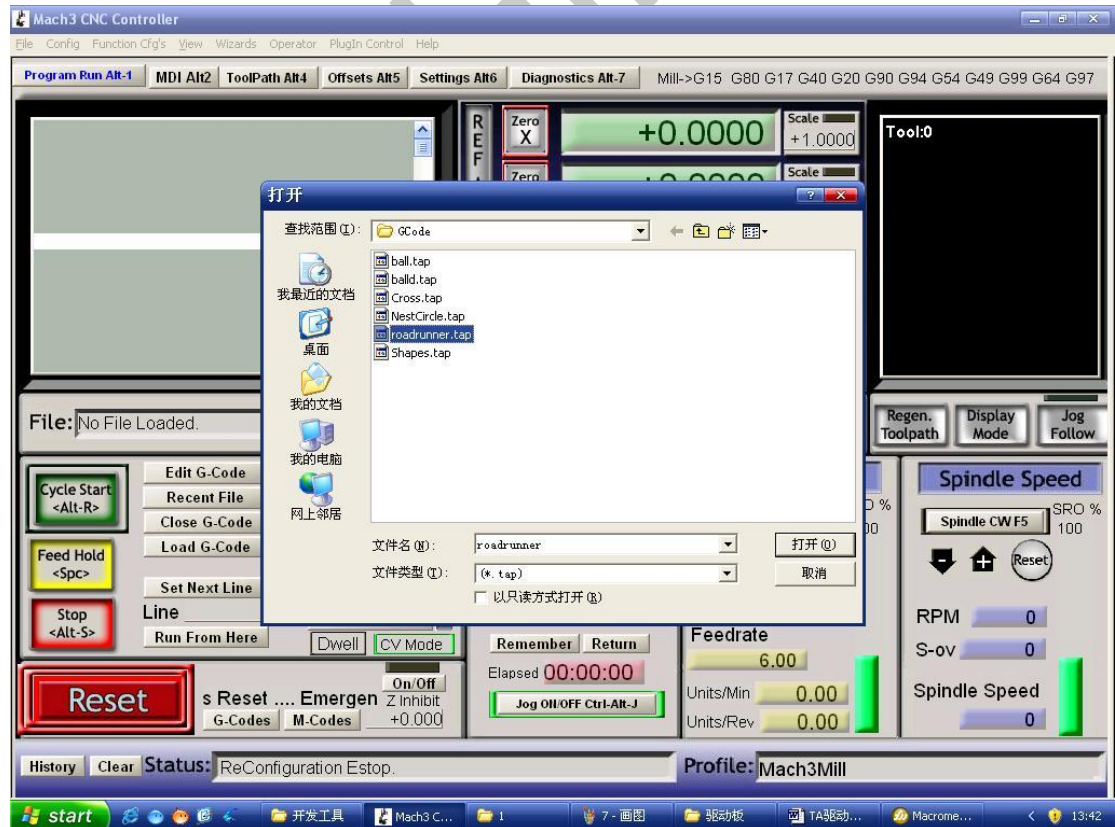 Mach3 CNC Controller
File Config Function Cfg's View Wizards Operator PlugIn Control Help
Program Run Alt-1 MDI Alt2 ToolPath Alt4 Offsets Alt5 Settings Alt6 Diagnostics Alt-7 Mill->G15 G80 G17 G40 G20 G90 G94 G54 G49 G99 G64 G97
REF
Zero X +0.0000 Scale +1.0000
Zero Scale
Tool:0
打开
查找范围(I): GCode
我最近的文档
桌面
我的文档
我的电脑
网上邻居
ball.tap
balld.tap
Cross.tap
NestCircle.tap
roadrunner.tap
Shapes.tap
文件名(N): roadrunner 打开(O)
文件类型(T): (*.tap) 取消
以只读方式打开(R)
File: No File Loaded.
Regen. Toolpath Display Mode Jog Follow
Cycle Start <Alt-R>
Feed Hold <Spc>
Stop <Alt-S>
Edit G-Code
Recent File
Close G-Code
Load G-Code
Set Next Line
Line
Run From Here
Dwell CV Mode
Reset s Reset .... Emergen
G-Codes M-Codes
On/Off
Z Inhibit
+0.000
Remember Return
Elapsed 00:00:00
Jog ON/OFF Ctrl-Alt-J
Feedrate
6.00
Units/Min 0.00
Units/Rev 0.00
Spindle Speed
Spindle CW F5 SRO % 100
Reset
RPM 0
S-ov 0
Spindle Speed
0
History Clear Status: ReConfiguration Estop. Profile: Mach3Mill
start 开发工具 Mach3 C... 1 7 - 画图 驱动板 TA驱动... Macrome... 13:42